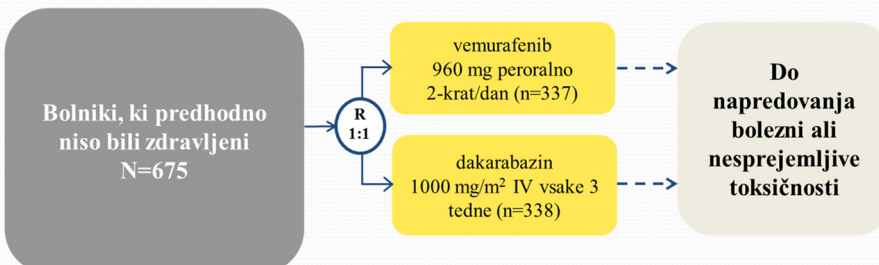 Bolniki, ki predhodno
niso bili zdravljeni
N=675
R
1:1
vemurafenib
960 mg peroralno
2-krat/dan (n=337)
dakarabazin
1000 mg/m² IV vsake 3
tedne (n=338)
Do
napredovanja
bolezni ali
nesprejemljive
toksičnosti